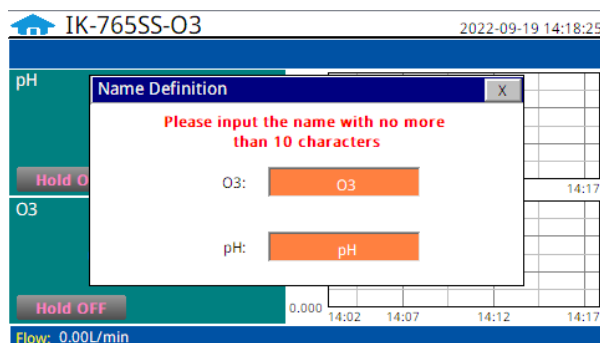 IK-765SS-O3
2022-09-19 14:18:25
pH
Name Definition
X
Please input the name with no more
than 10 characters
Hold O
O3:
O3
14:17
O3
pH:
pH
Hold OFF
0.000
14:02 14:07 14:12 14:17
Flow: 0.00L/min